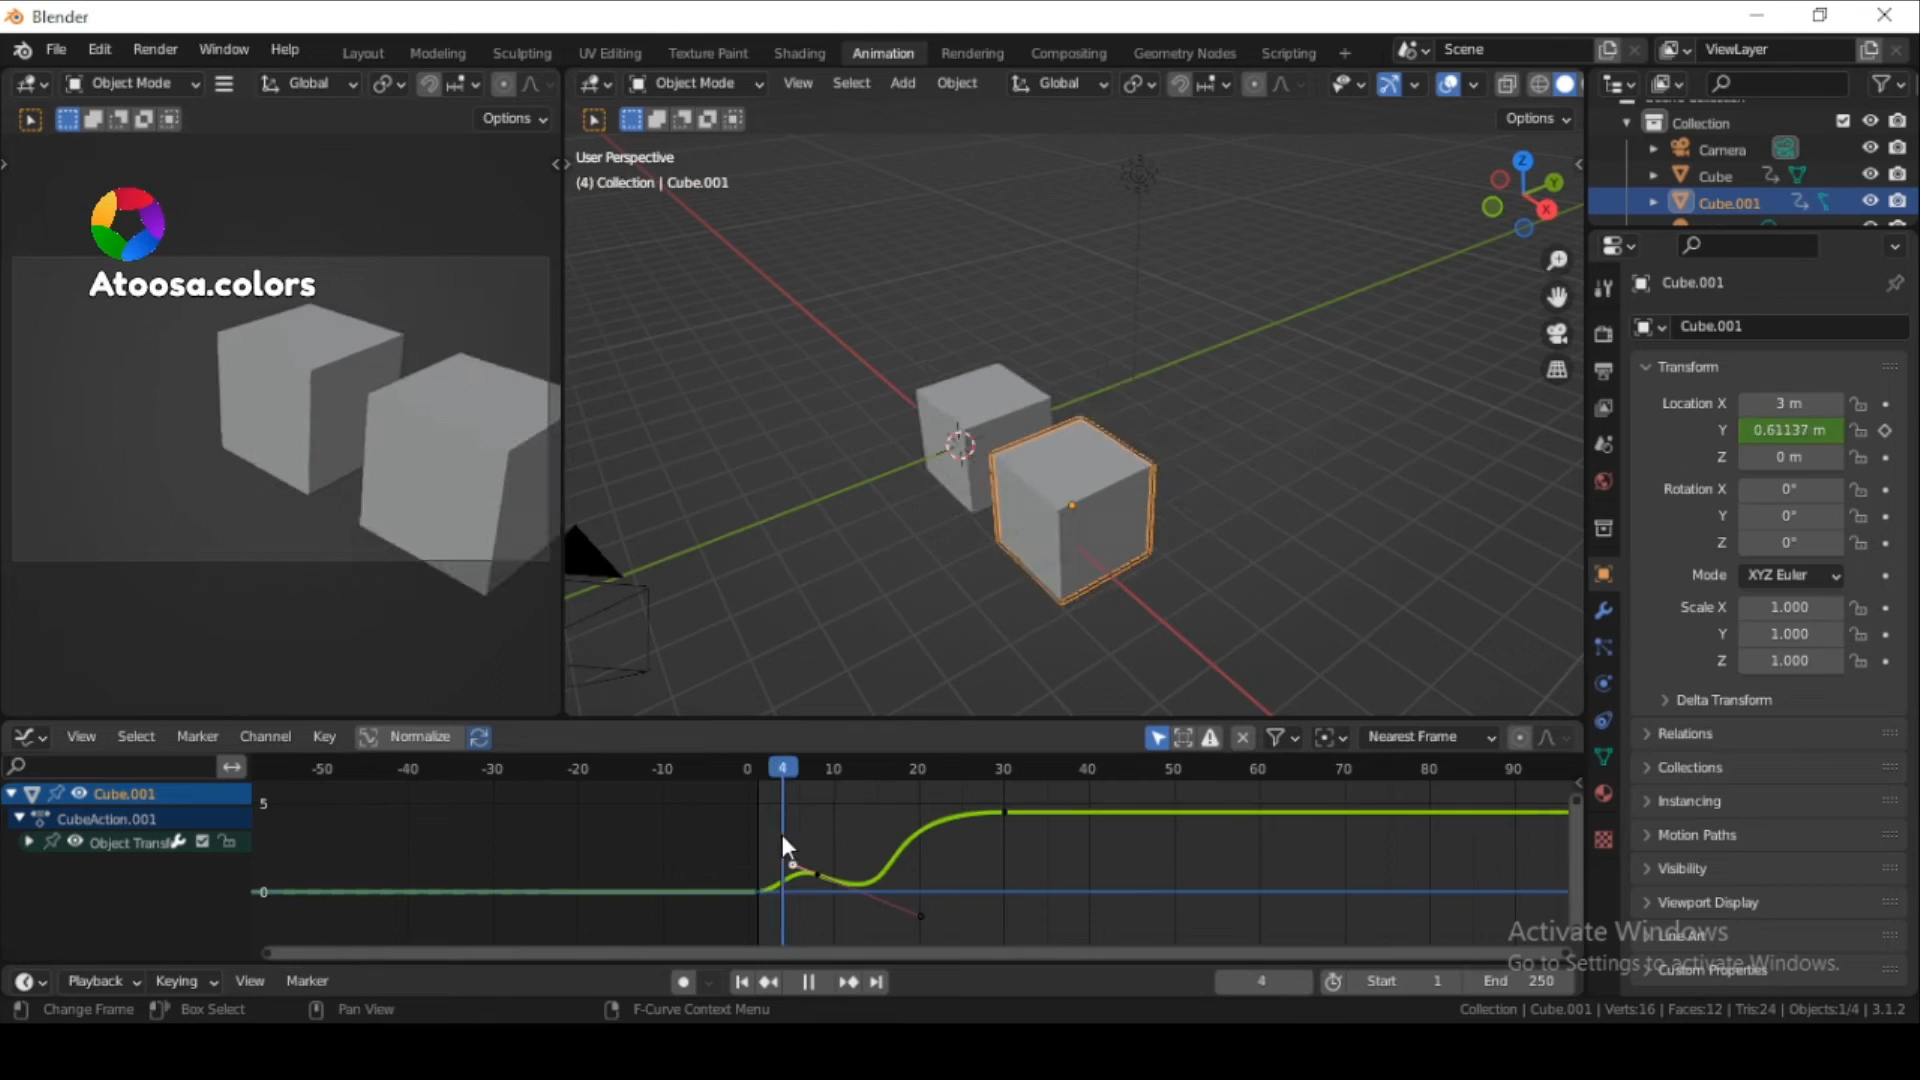 Blender
File Edit Render Window Help Layout Modeling Sculpting UV Editing Texture Paint Shading Animation Rendering Compositing Geometry Nodes Scripting + Scene ViewLayer
Object Mode Global Object Mode View Select Add Object Global
Options Options
User Perspective
(4) Collection | Cube.001
Z
Y
X
Atoosa.colors
Collection
Camera
Cube
Cube.001
Cube.001
Cube.001
Transform
Location X 3 m
Y 0.61137 m
Z 0 m
Rotation X 0°
Y 0°
Z 0°
Mode XYZ Euler
Scale X 1.000
Y 1.000
Z 1.000
Delta Transform
Relations
Collections
Instancing
Motion Paths
Visibility
Viewport Display
Line Art
Custom Properties
View Select Marker Channel Key Normalize Nearest Frame
-50 -40 -30 -20 -10 0 4 10 20 30 40 50 60 70 80 90
Cube.001
CubeAction.001
Object Transf
5
0
Activate Windows
Go to Settings to activate Windows.
Playback Keying View Marker 4 Start 1 End 250
Change Frame Box Select Pan View F-Curve Context Menu Collection | Cube.001 | Verts:16 | Faces:12 | Tris:24 | Objects:1/4 | 3.1.2